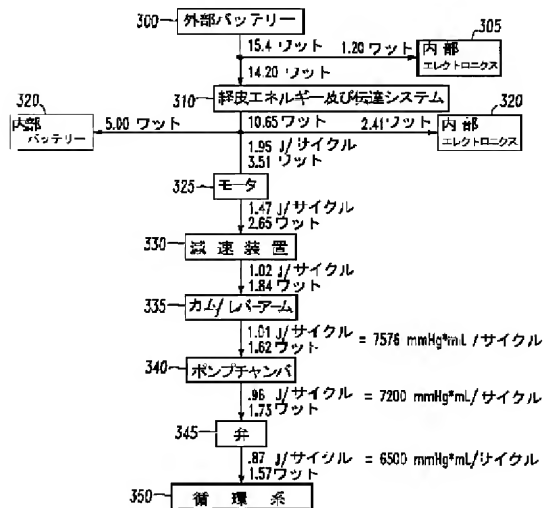 300
外部バッテリー
305
15.4 ワット
1.20 ワット
内部
エレクトロニクス
14.20 ワット
310
経皮エネルギー及び伝達システム
320
320
内部
バッテリー
5.00 ワット
10.65 ワット
2.41 ワット
内部
エレクトロニクス
1.95 J/サイクル
3.51 ワット
325
モータ
1.47 J/サイクル
2.65 ワット
330
減速装置
1.02 J/サイクル
1.84 ワット
335
カム/レバーアーム
1.01 J/サイクル = 7576 mmHg*mL/サイクル
1.62 ワット
340
ポンプチャンバ
.96 J/サイクル = 7200 mmHg*mL/サイクル
1.73 ワット
345
弁
.87 J/サイクル = 6500 mmHg*mL/サイクル
1.57 ワット
350
循環系